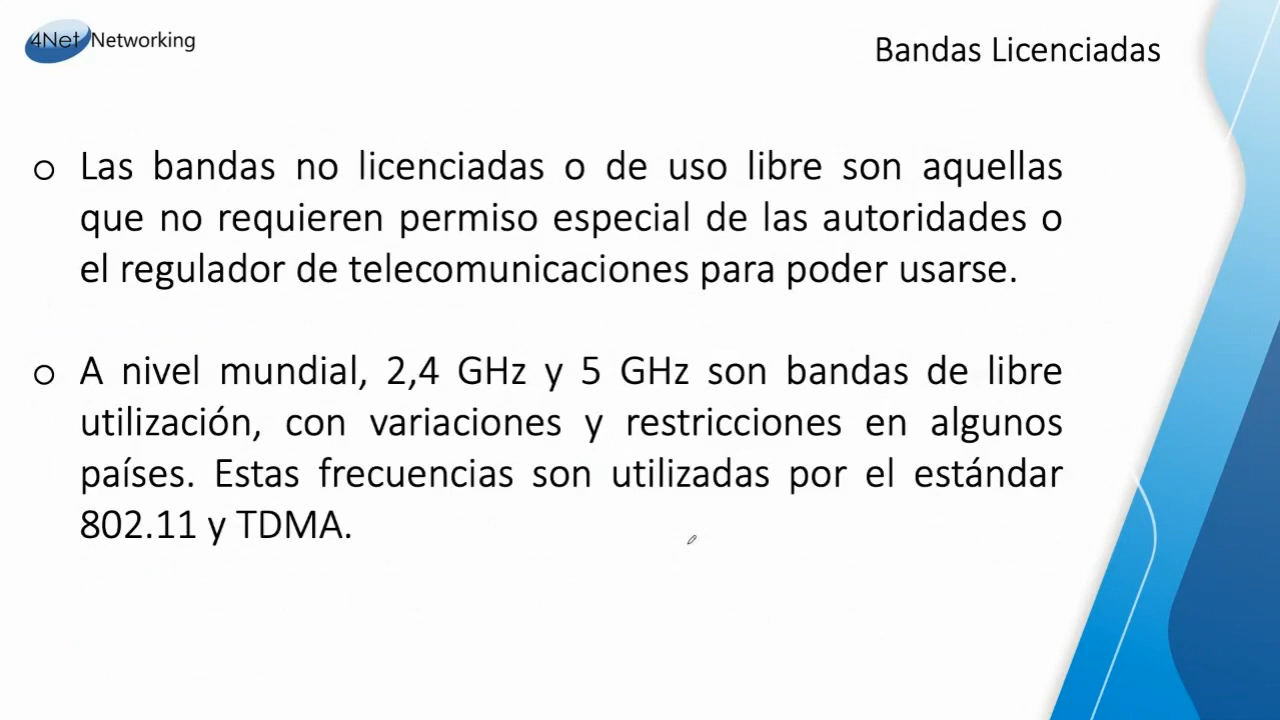 4Net Networking
Bandas Licenciadas
o Las bandas no licenciadas o de uso libre son aquellas
que no requieren permiso especial de las autoridades o
el regulador de telecomunicaciones para poder usarse.
o A nivel mundial, 2,4 GHz y 5 GHz son bandas de libre
utilización, con variaciones y restricciones en algunos
países. Estas frecuencias son utilizadas por el estándar
802.11 y TDMA.